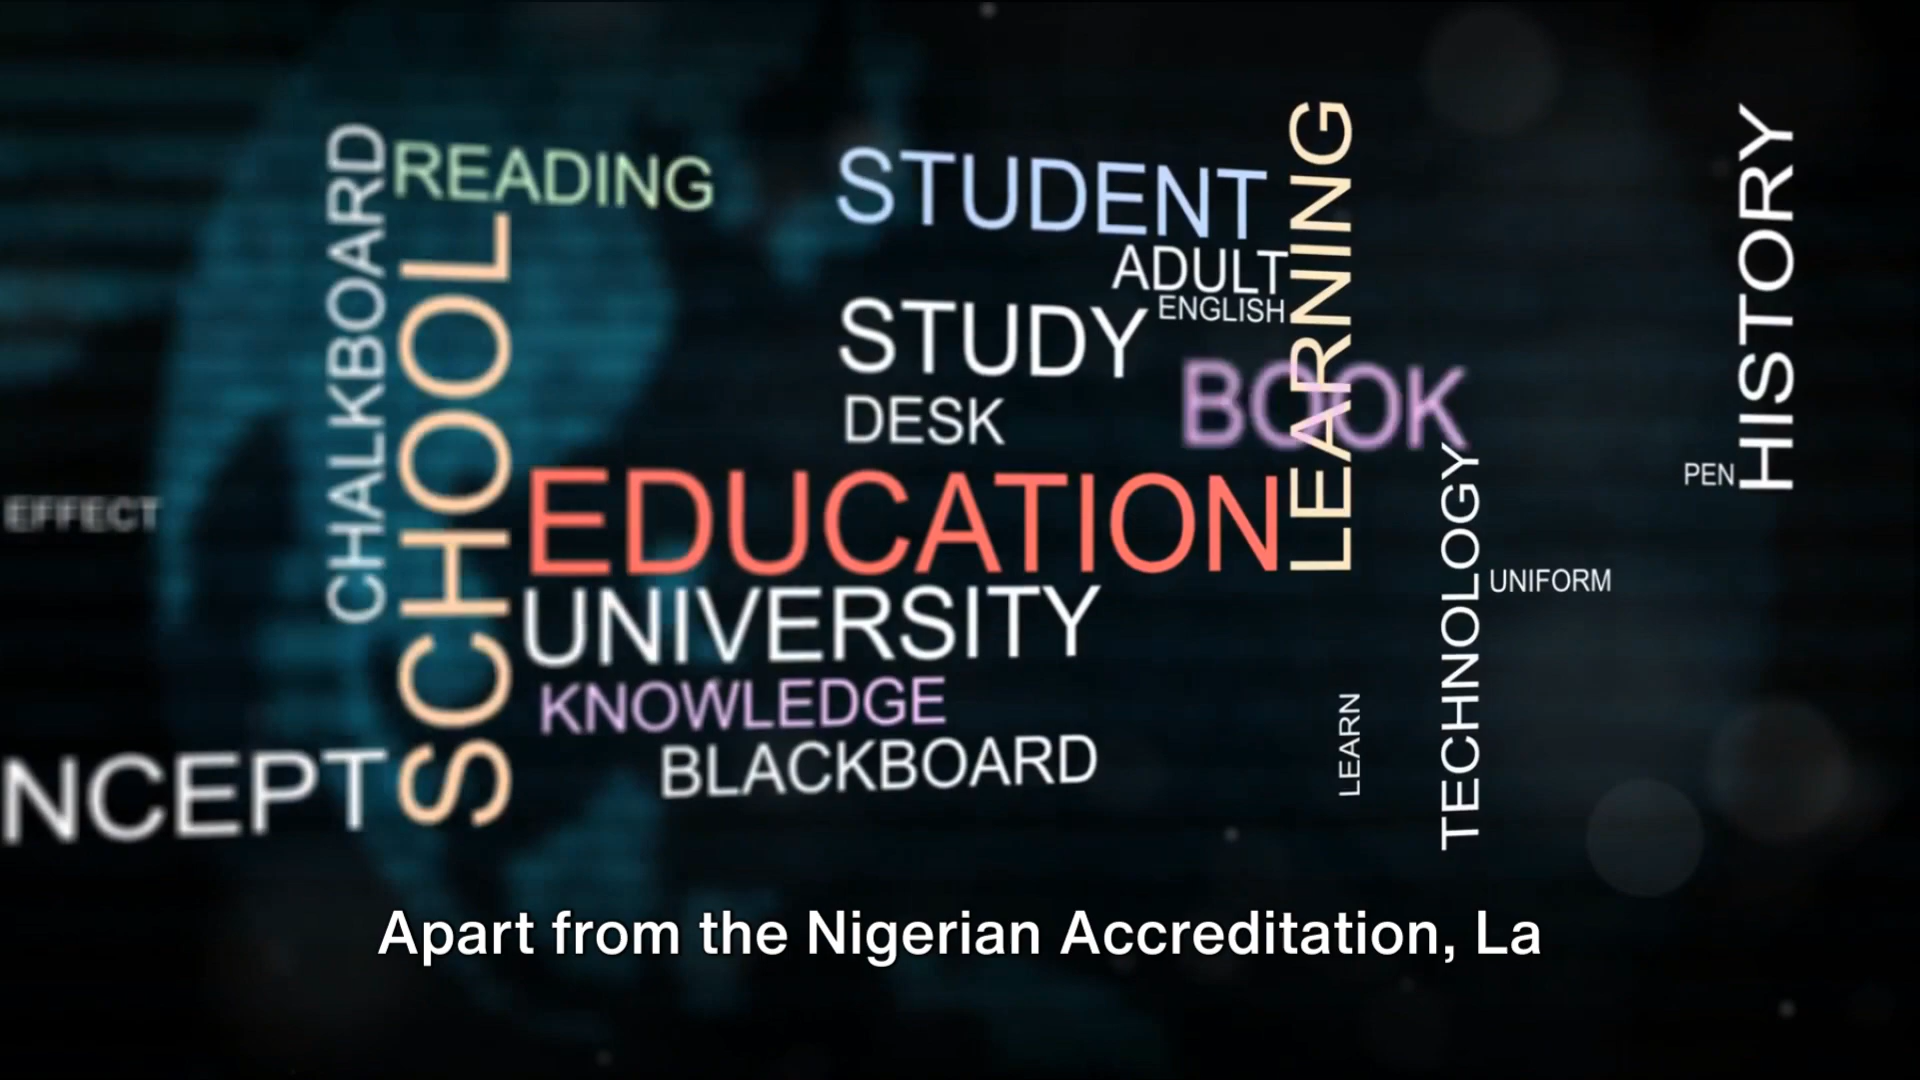 CHALKBOARD
READING
STUDENT
LEARNING
HISTORY
SCHOOL
ADULT
ENGLISH
STUDY
BOOK
DESK
PEN
EFFECT
EDUCATION
TECHNOLOGY
UNIFORM
UNIVERSITY
KNOWLEDGE
LEARN
BLACKBOARD
NCEPT
Apart from the Nigerian Accreditation, La